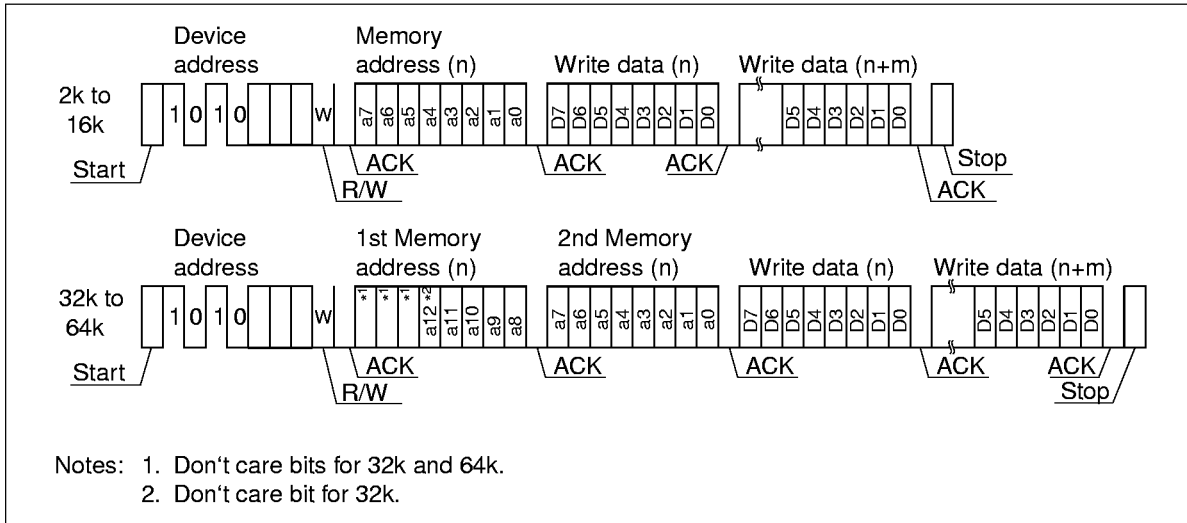 Device address
Memory address (n)
Write data (n)
Write data (n+m)
2k to 16k
1 0 1 0 W
a7 a6 a5 a4 a3 a2 a1 a0
D7 D6 D5 D4 D3 D2 D1 D0
D5 D4 D3 D2 D1 D0
Start
R/W
ACK
ACK
ACK
ACK
Stop
Device address
1st Memory address (n)
2nd Memory address (n)
Write data (n)
Write data (n+m)
32k to 64k
1 0 1 0 W
*1 *1 *1 a12*2 a11 a10 a9 a8
a7 a6 a5 a4 a3 a2 a1 a0
D7 D6 D5 D4 D3 D2 D1 D0
D5 D4 D3 D2 D1 D0
Start
R/W
ACK
ACK
ACK
ACK
ACK
Stop
Notes: 1. Don't care bits for 32k and 64k.
2. Don't care bit for 32k.